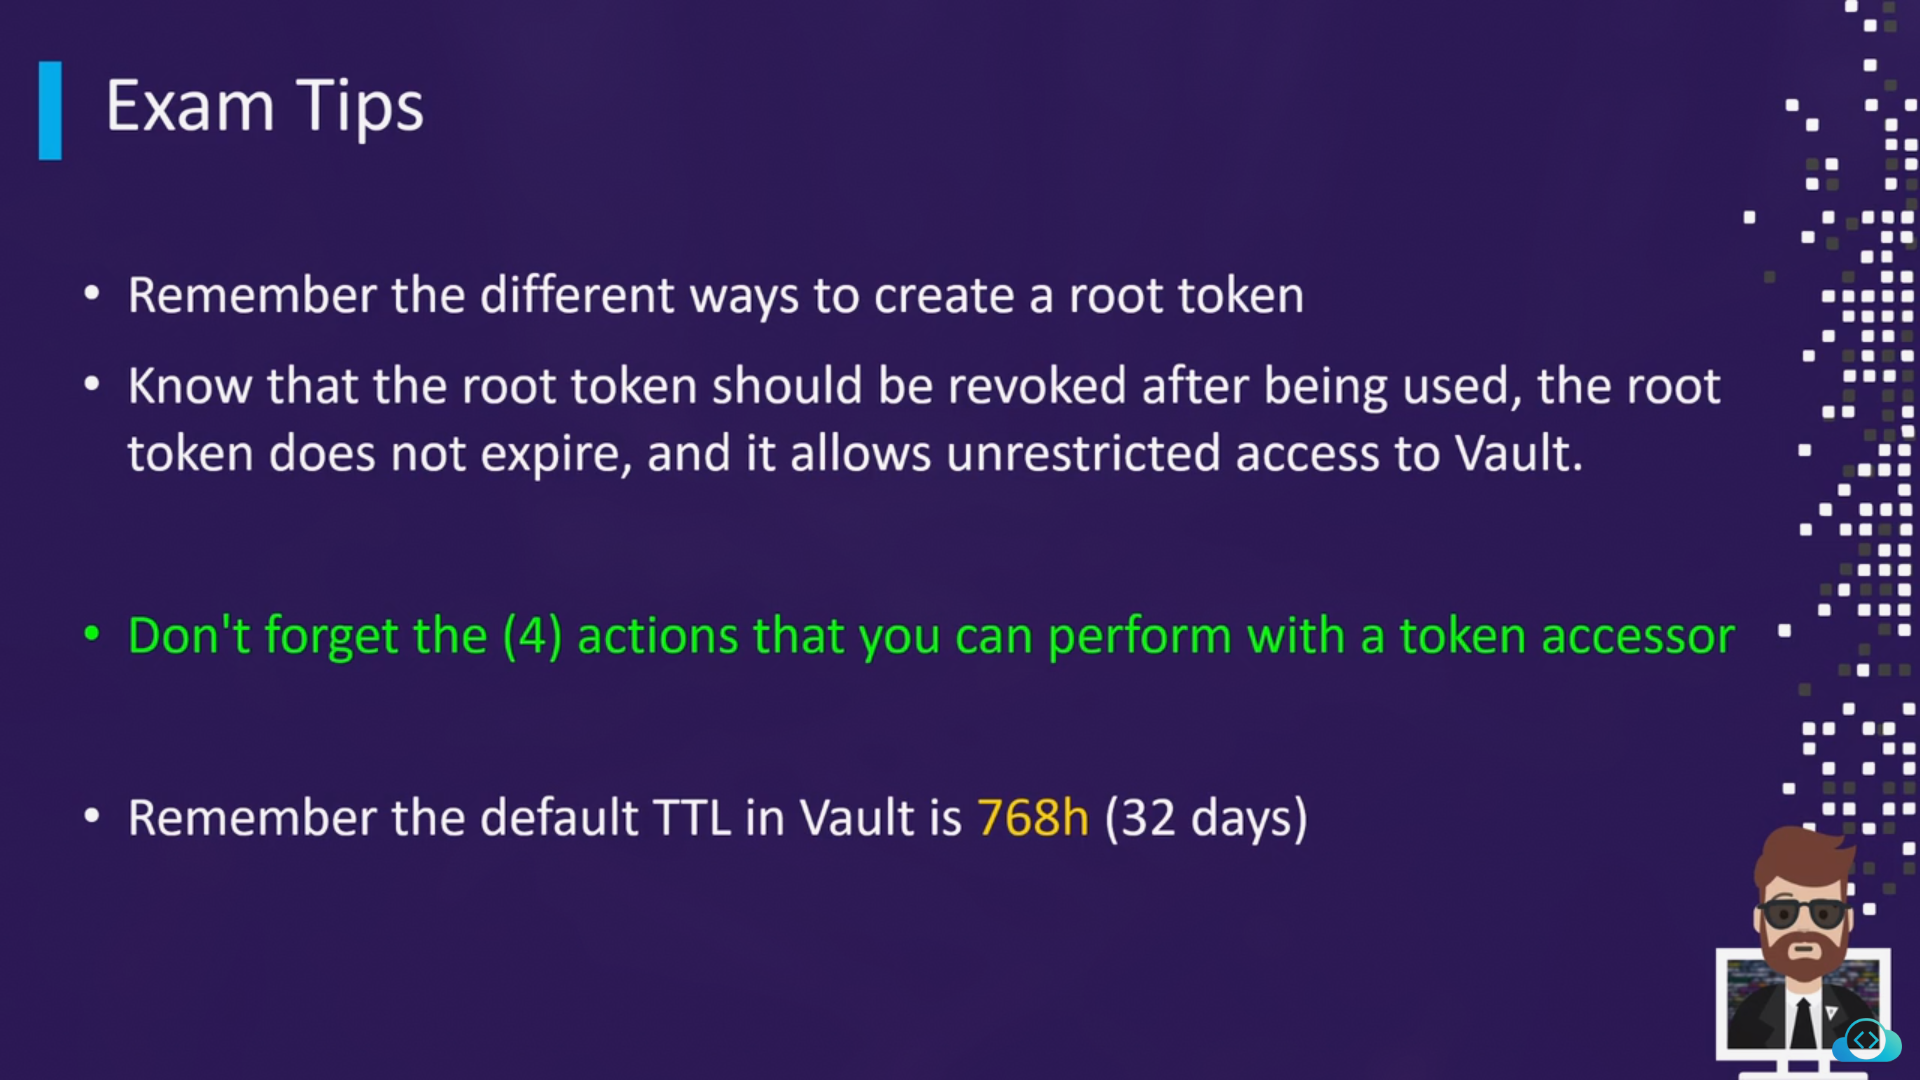 Exam Tips
• Remember the different ways to create a root token
• Know that the root token should be revoked after being used, the root
token does not expire, and it allows unrestricted access to Vault.
• Don't forget the (4) actions that you can perform with a token accessor
• Remember the default TTL in Vault is 768h (32 days)